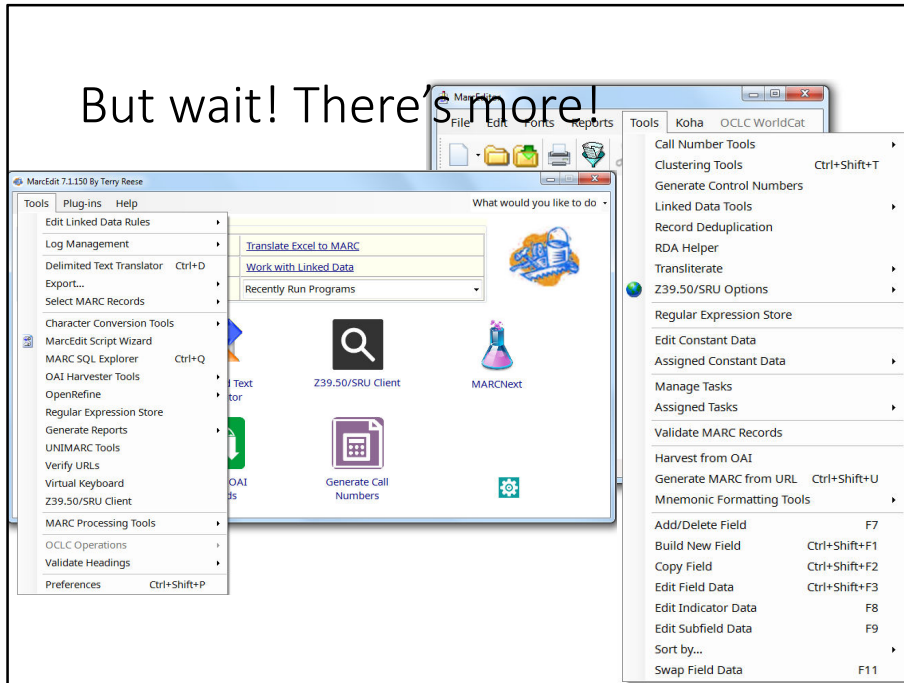 But wait! There's more!
MarcEditor
File Edit Fonts Reports Tools Koha OCLC WorldCat
Call Number Tools
Clustering Tools Ctrl+Shift+T
Generate Control Numbers
Linked Data Tools
Record Deduplication
RDA Helper
Transliterate
Z39.50/SRU Options
Regular Expression Store
Edit Constant Data
Assigned Constant Data
Manage Tasks
Assigned Tasks
Validate MARC Records
Harvest from OAI
Generate MARC from URL Ctrl+Shift+U
Mnemonic Formatting Tools
Add/Delete Field F7
Build New Field Ctrl+Shift+F1
Copy Field Ctrl+Shift+F2
Edit Field Data Ctrl+Shift+F3
Edit Indicator Data F8
Edit Subfield Data F9
Sort by...
Swap Field Data F11
MarcEdit 7.1.150 By Terry Reese
Tools Plug-ins Help What would you like to do
Edit Linked Data Rules
Log Management
Delimited Text Translator Ctrl+D
Export...
Select MARC Records
Character Conversion Tools
MarcEdit Script Wizard
MARC SQL Explorer Ctrl+Q
OAI Harvester Tools
OpenRefine
Regular Expression Store
Generate Reports
UNIMARC Tools
Verify URLs
Virtual Keyboard
Z39.50/SRU Client
MARC Processing Tools
OCLC Operations
Validate Headings
Preferences Ctrl+Shift+P
Translate Excel to MARC
Work with Linked Data
Recently Run Programs
Text
Z39.50/SRU Client
MARCNext
OAI
Generate Call
Numbers